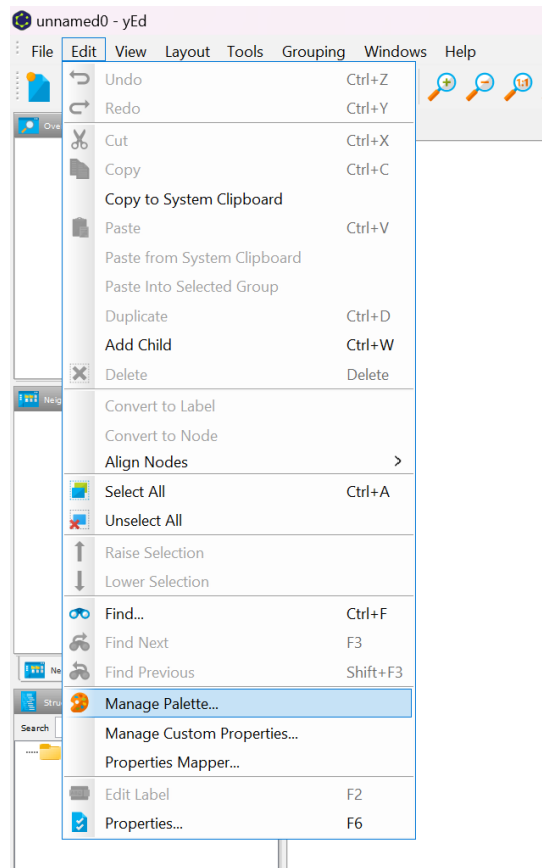 unnamed0 - yEd
File Edit View Layout Tools Grouping Windows Help
Undo Ctrl+Z
Redo Ctrl+Y
Cut Ctrl+X
Copy Ctrl+C
Copy to System Clipboard
Paste Ctrl+V
Paste from System Clipboard
Paste Into Selected Group
Duplicate Ctrl+D
Add Child Ctrl+W
Delete Delete
Convert to Label
Convert to Node
Align Nodes
Select All Ctrl+A
Unselect All
Raise Selection
Lower Selection
Find... Ctrl+F
Find Next F3
Find Previous Shift+F3
Manage Palette...
Search
Manage Custom Properties...
Properties Mapper...
Edit Label F2
Properties... F6